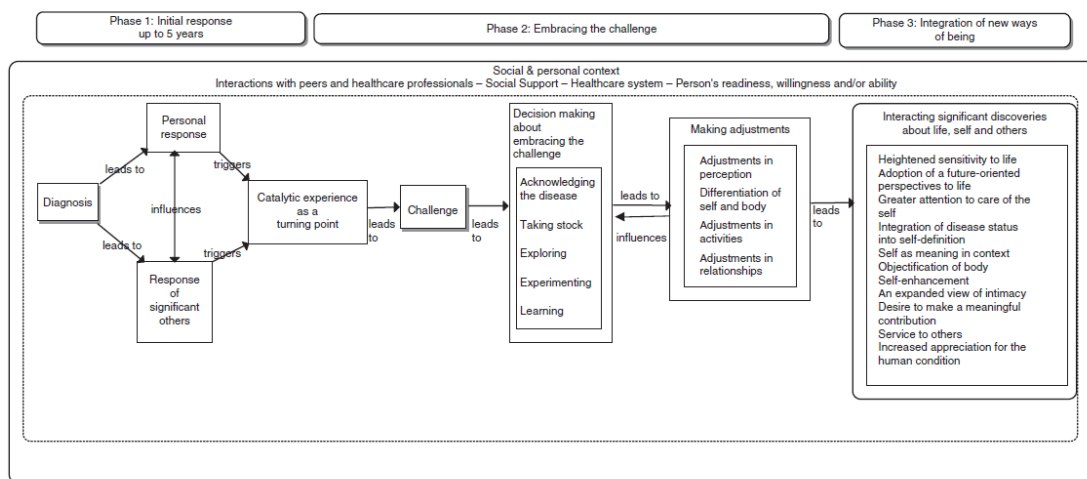 Phase 1: Initial response
up to 5 years
Phase 2: Embracing the challenge
Phase 3: Integration of new ways
of being
Social & personal context
Interactions with peers and healthcare professionals – Social Support – Healthcare system – Person's readiness, willingness and/or ability
Diagnosis
leads to
leads to
Personal
response
influences
Response
of
significant
others
triggers
triggers
Catalytic experience
as a
turning point
leads
to
Challenge
leads
to
Decision making
about
embracing the
challenge
Acknowledging
the disease
Taking stock
Exploring
Experimenting
Learning
leads to
influences
Making adjustments
Adjustments in
perception
Differentiation of
self and body
Adjustments in
activities
Adjustments in
relationships
leads
to
Interacting significant discoveries
about life, self and others
Heightened sensitivity to life
Adoption of a future-oriented
perspectives to life
Greater attention to care of the
self
Integration of disease status
into self-definition
Self as meaning in context
Objectification of body
Self-enhancement
An expanded view of intimacy
Desire to make a meaningful
contribution
Service to others
Increased appreciation for the
human condition